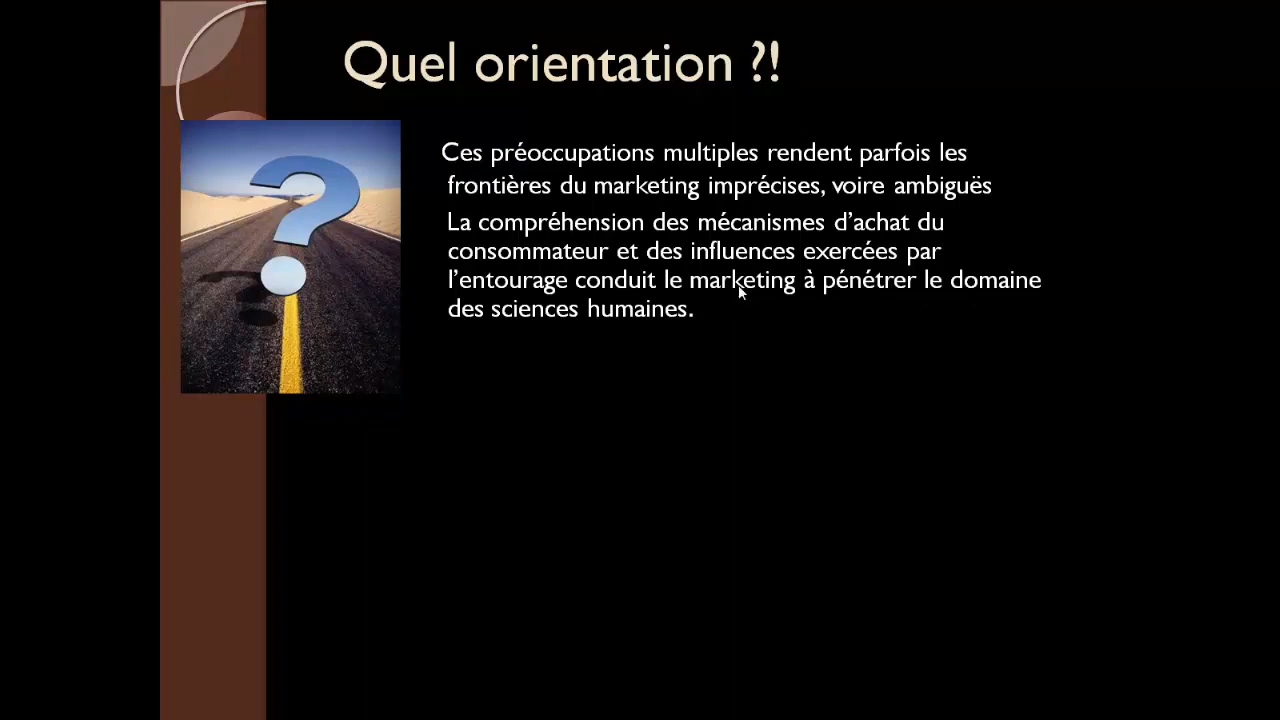 Quel orientation ?!
Ces préoccupations multiples rendent parfois les
frontières du marketing imprécises, voire ambiguës
La compréhension des mécanismes d’achat du
consommateur et des influences exercées par
l’entourage conduit le marketing à pénétrer le domaine
des sciences humaines.